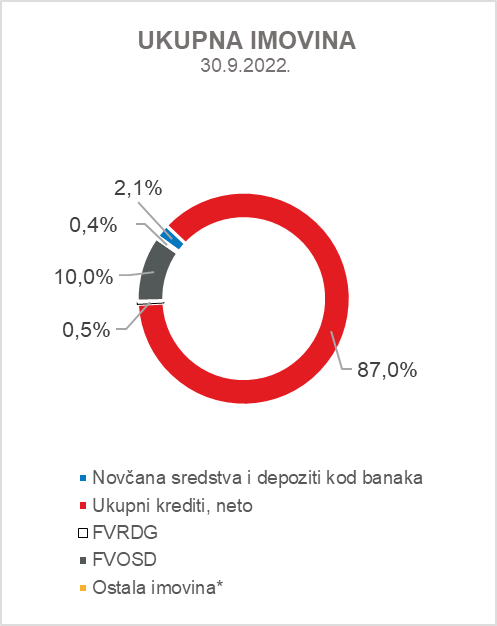 UKUPNA IMOVINA
30.9.2022.
2,1%
0,4%
10,0%
0,5%
87,0%
Novčana sredstva i depoziti kod banaka
Ukupni krediti, neto
FVRDG
FVOSD
Ostala imovina*